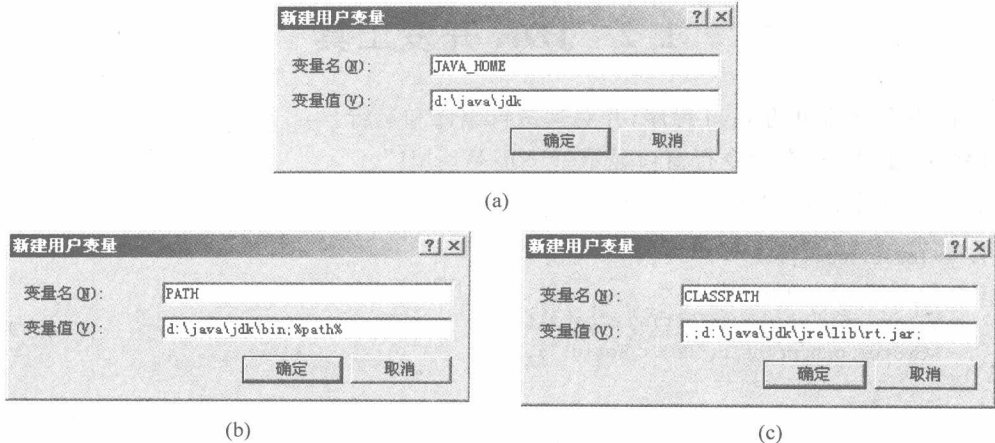 新建用户变量
变量名(N):
JAVA_HOME
变量值(V):
d:\java\jdk
确定
取消
(a)
新建用户变量
变量名(N):
PATH
变量值(V):
d:\java\jdk\bin;%path%
确定
取消
(b)
新建用户变量
变量名(N):
CLASSPATH
变量值(V):
.;d:\java\jdk\jre\lib\rt.jar;
确定
取消
(c)